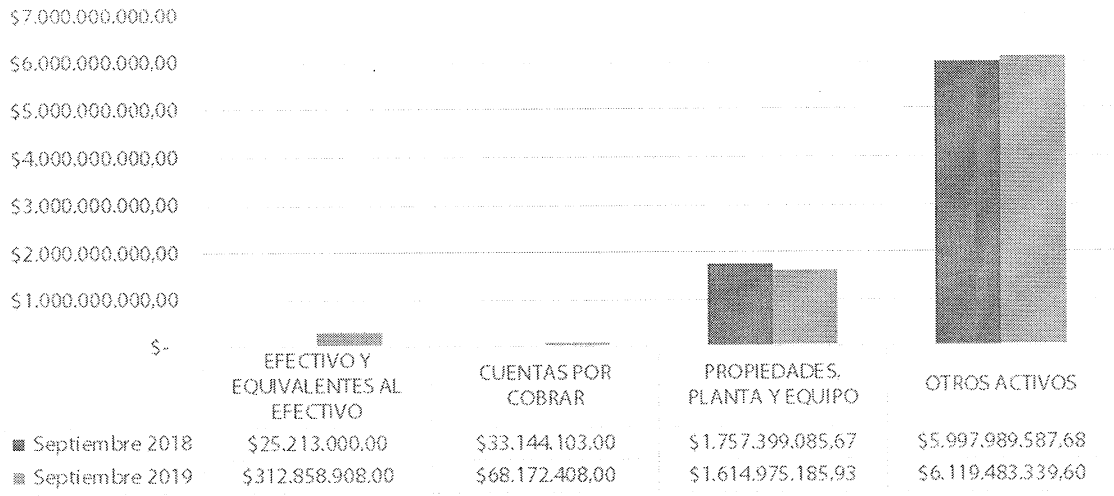 $7.000.000.000.00
$6.000.000.000,00
$5.000.000.000,00
$4.000.000.000,00
$3.000.000.000,00
$2.000.000.000,00
$1.000.000.000,00
$-
EFECTIVO Y
EQUIVALENTES AL
EFECTIVO
CUENTAS POR
COBRAR
PROPIEDADES,
PLANTA Y EQUIPO
OTROS ACTIVOS
Septiembre 2018 $25.213.000,00 $33.144.103,00 $1.757.399.085,67 $5.997.989.587,68
Septiembre 2019 $312.858.908,00 $68.172.408,00 $1.614.975.185,93 $6.119.483.339,60